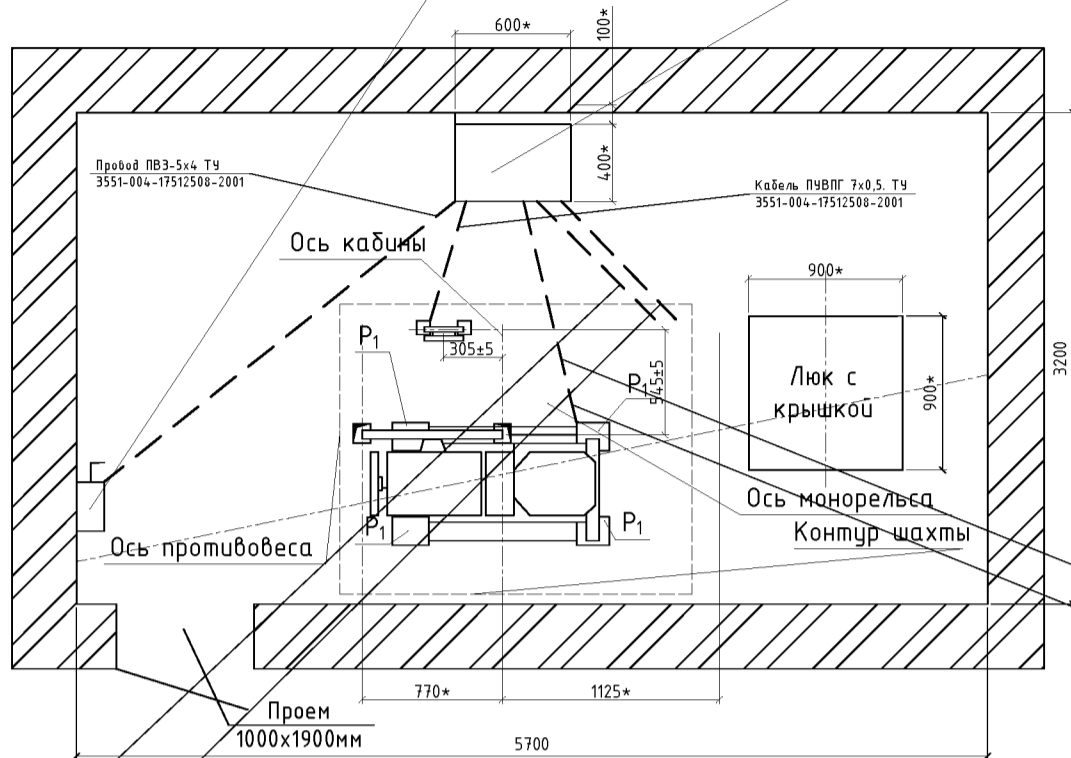 600*
100*
400*
Провод ПВЗ-5х4 ТУ
3551-004-17512508-2001
Кабель ПУВПГ 7х0,5. ТУ
3551-004-17512508-2001
Ось кабины
900*
P1
305±5
P1
545±5
Люк с
крышкой
900*
3200
Ось монорельса
P1
P1
Контур шахты
Ось противовеса
770*
1125*
Проем
1000х1900мм
5700